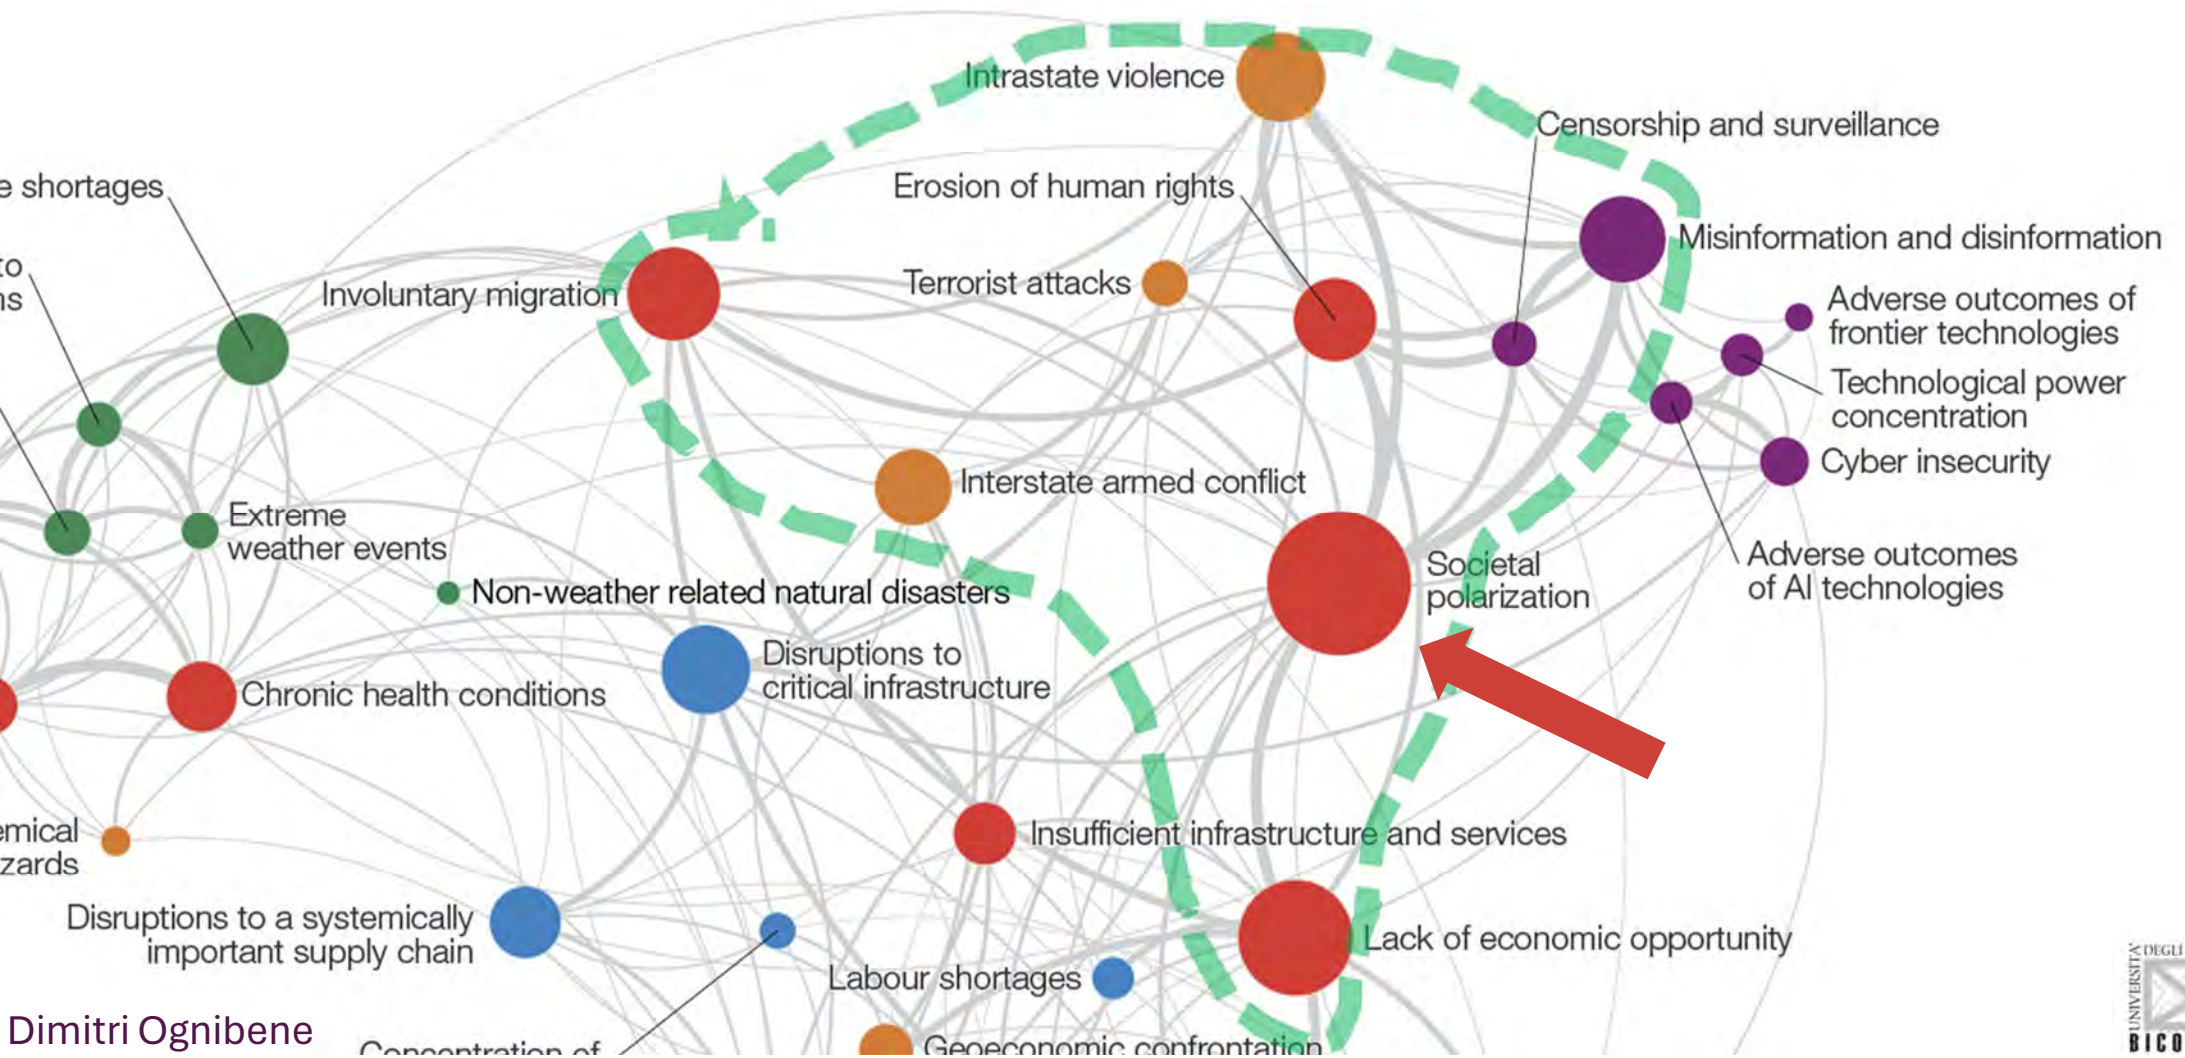 Intrastate violence
Censorship and surveillance
e shortages
Erosion of human rights
Misinformation and disinformation
to
ns
Involuntary migration
Terrorist attacks
Adverse outcomes of
frontier technologies
Technological power
concentration
Cyber insecurity
Interstate armed conflict
Extreme
weather events
Adverse outcomes
of AI technologies
Societal
polarization
Non-weather related natural disasters
Disruptions to
critical infrastructure
Chronic health conditions
emical
zards
Insufficient infrastructure and services
Disruptions to a systemically
important supply chain
Lack of economic opportunity
Labour shortages
Dimitri Ognibene
Concentration of
Geoeconomic confrontation
UNIVERSITÀ
DEGLI
BICO